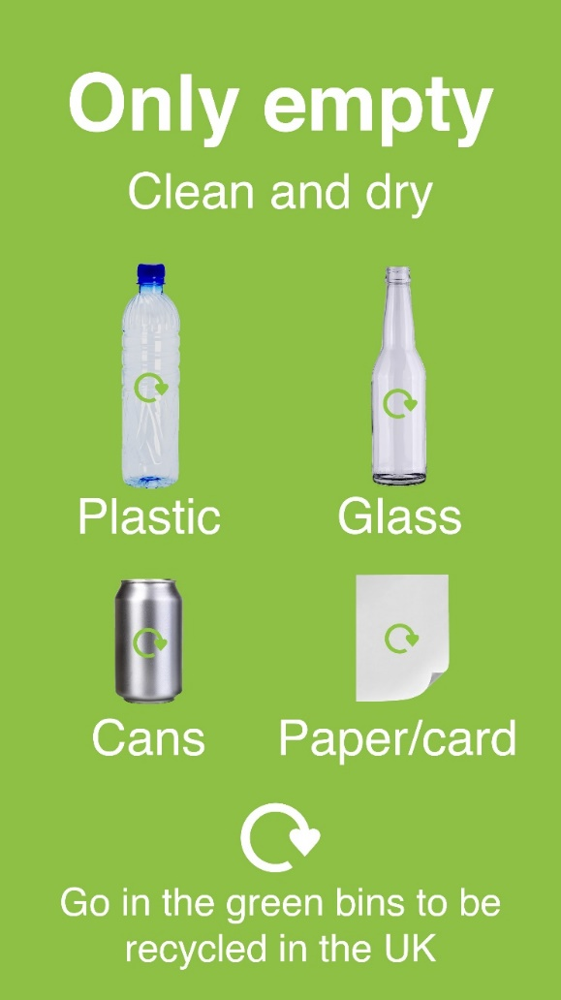 Only empty
Clean and dry
Plastic
Glass
Cans
Paper/card
Go in the green bins to be
recycled in the UK